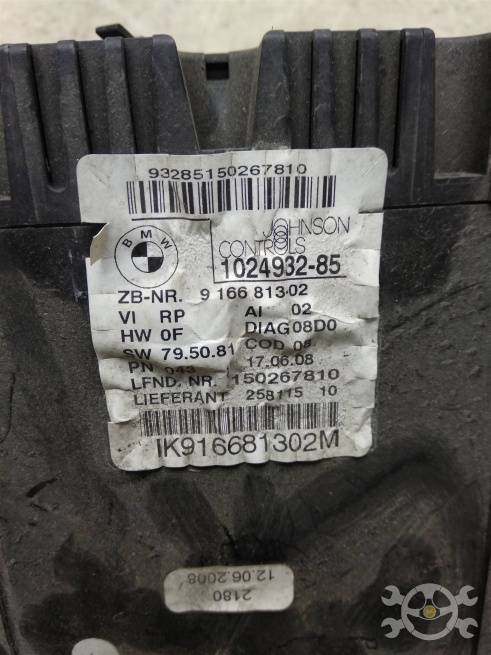 93285150267810
BMW
JOHNSON
CONTROLS
1024932-85
ZB-NR. 9 166 813-02
VI RP AI 02
HW 0F DIAG 08D0
SW 79.50.81 COD 08
PN 043 17.06.08
LFND. NR. 150267810
LIEFERANT 258115 10
IK916681302M
2180
12.06.2008